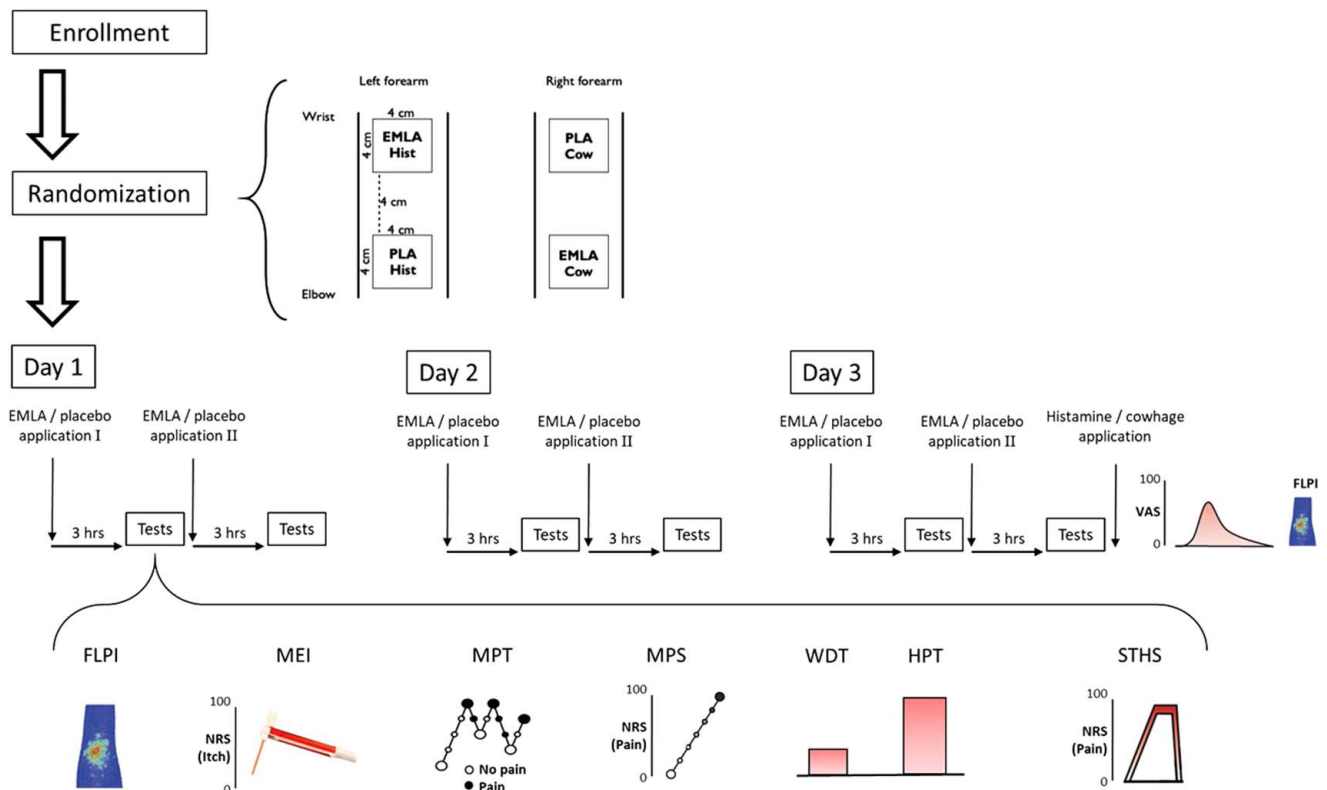 Enrollment
Left forearm
Right forearm
Wrist
4 cm
EMLA
Hist
4 cm
PLA
Cow
Randomization
4 cm
4 cm
PLA
Hist
4 cm
EMLA
Cow
Elbow
Day 1
Day 2
Day 3
EMLA / placebo
application I
EMLA / placebo
application II
EMLA / placebo
application I
EMLA / placebo
application II
EMLA / placebo
application I
EMLA / placebo
application II
Histamine / cowhage
application
100
VAS
0
FLPI
3 hrs
Tests
3 hrs
Tests
3 hrs
Tests
3 hrs
Tests
3 hrs
Tests
3 hrs
Tests
FLPI
MEI
MPT
MPS
WDT
HPT
STHS
100
NRS
(Itch)
0
No pain
Pain
100
NRS
(Pain)
0
100
NRS
(Pain)
0